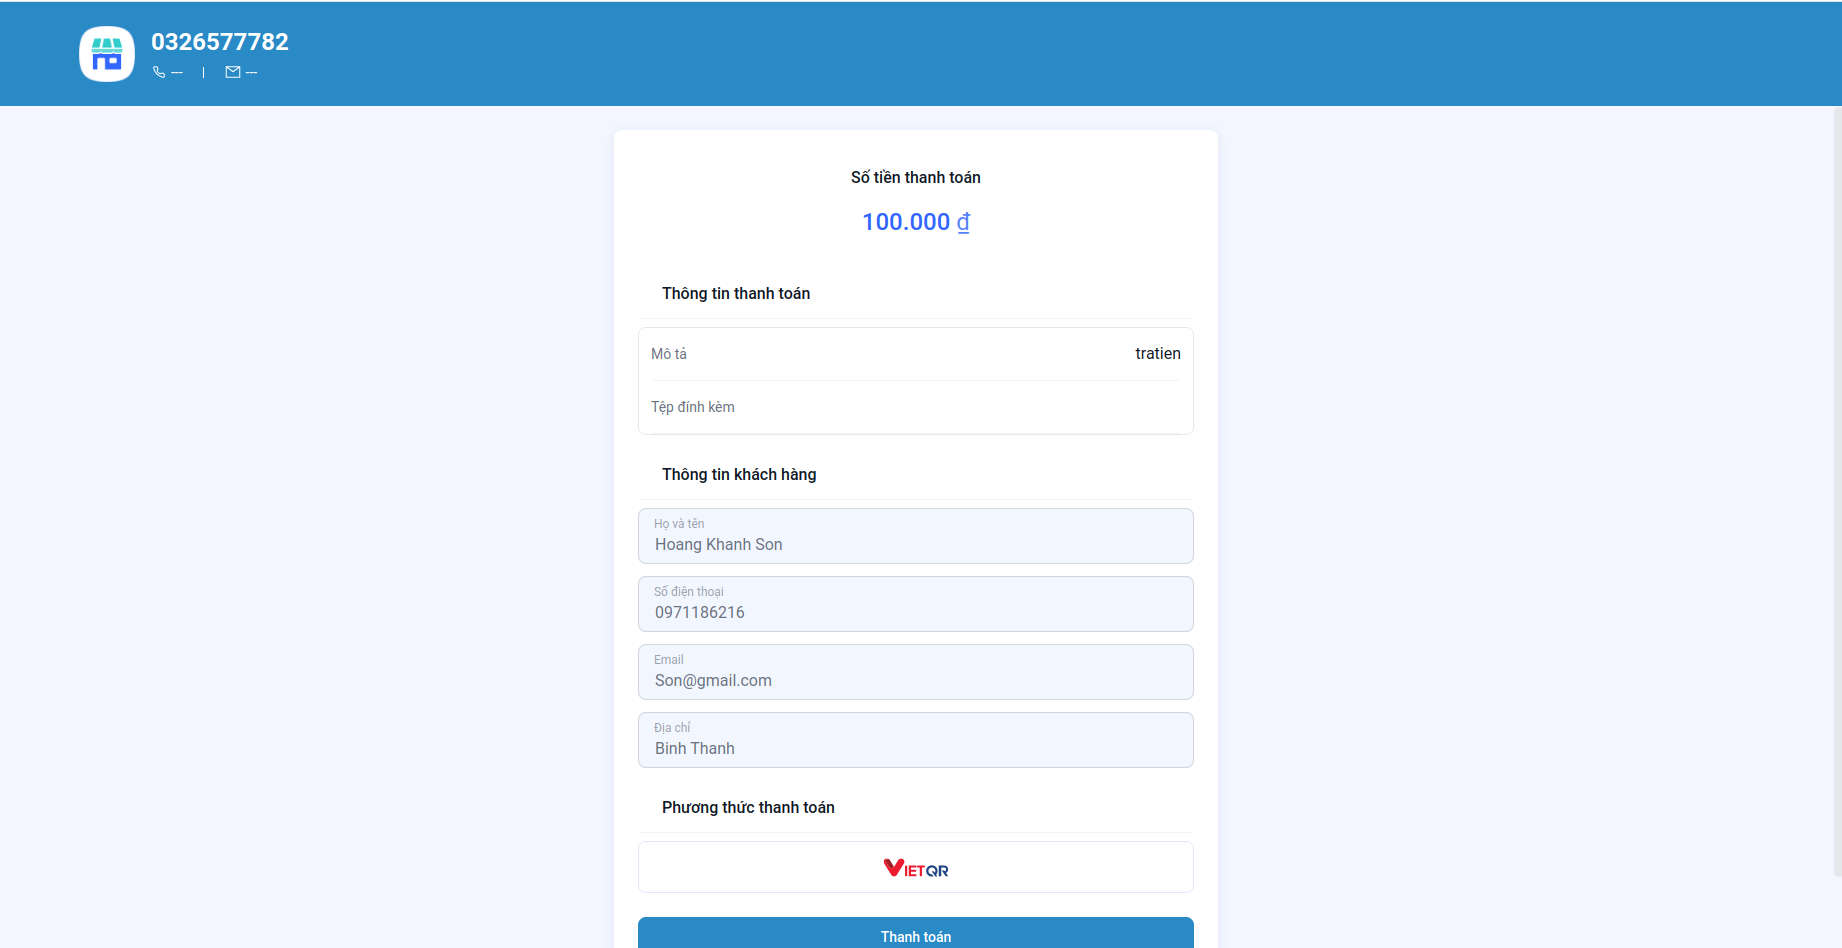 0326577782
--- | ---
Số tiền thanh toán
100.000 ₫
Thông tin thanh toán
Mô tả tratien
Tệp đính kèm
Thông tin khách hàng
Họ và tên
Hoang Khanh Son
Số điện thoại
0971186216
Email
Son@gmail.com
Địa chỉ
Binh Thanh
Phương thức thanh toán
VIETQR
Thanh toán